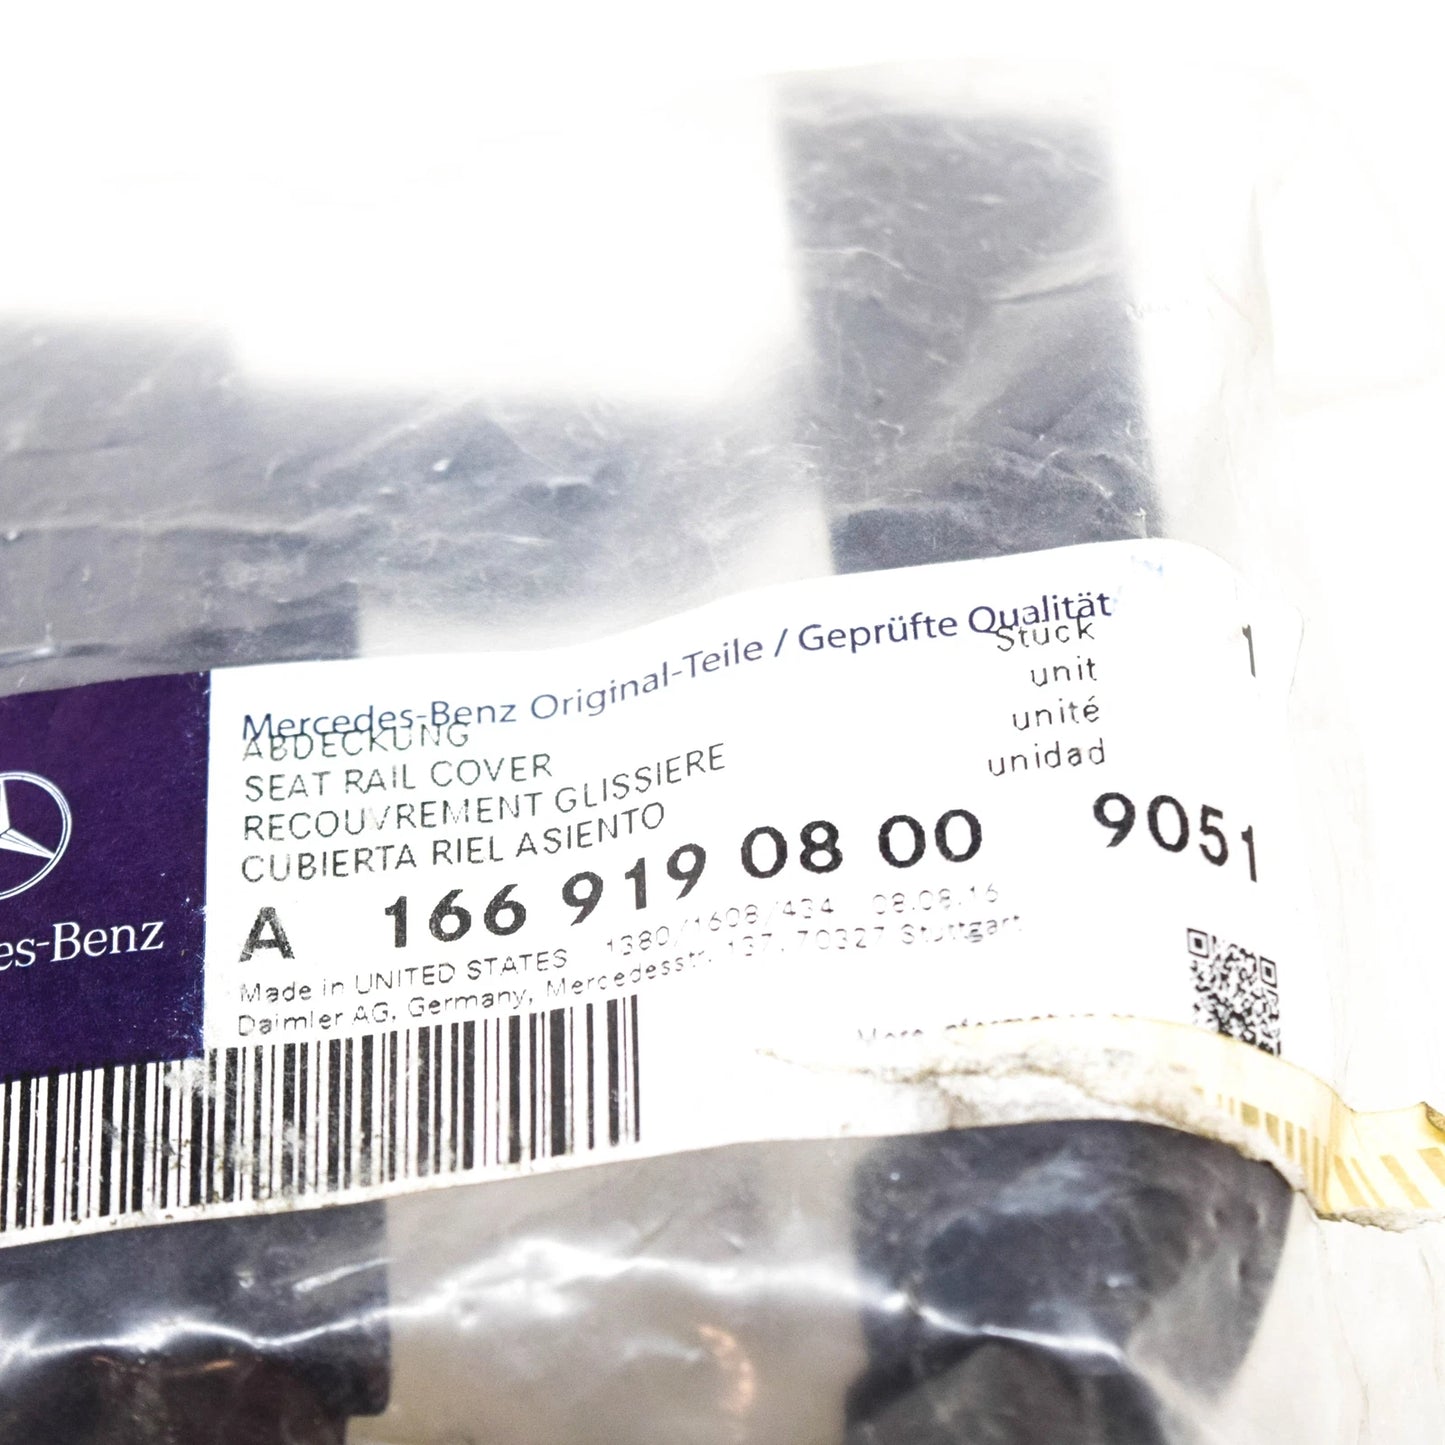 Mercedes-Benz Original-Teile / Geprüfte Qualität
ABDECKUNG
SEAT RAIL COVER
RECOUVREMENT GLISSIERE
CUBIERTA RIEL ASIENTO
Stück 1
unit
unité
unidad
A 166 919 08 00 9051
Made in UNITED STATES 1380/1608/434 08.08.16
Daimler AG, Germany, Mercedesstr. 137, 70327 Stuttgart
More
es-Benz